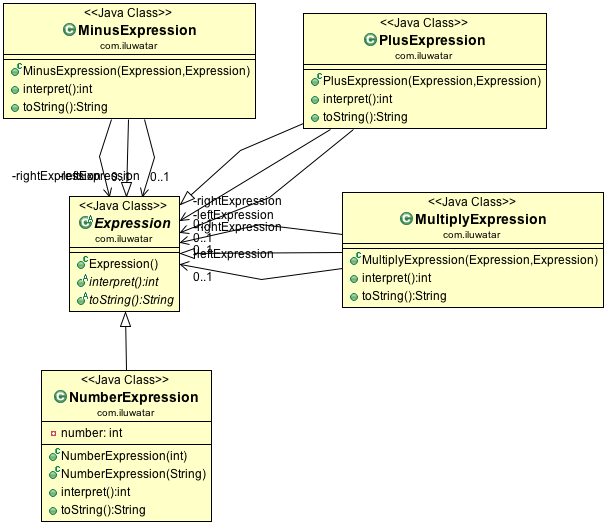 <<Java Class>>
MinusExpression
com.iluwatar
MinusExpression(Expression,Expression)
interpret():int
toString():String
<<Java Class>>
PlusExpression
com.iluwatar
PlusExpression(Expression,Expression)
interpret():int
toString():String
-rightExpression
-leftExpression
0..1
0..1
<<Java Class>>
Expression
com.iluwatar
Expression()
interpret():int
toString():String
-rightExpression
-leftExpression
0..1
-rightExpression
0..1
0..1
-leftExpression
0..1
<<Java Class>>
MultiplyExpression
com.iluwatar
MultiplyExpression(Expression,Expression)
interpret():int
toString():String
<<Java Class>>
NumberExpression
com.iluwatar
number: int
NumberExpression(int)
NumberExpression(String)
interpret():int
toString():String